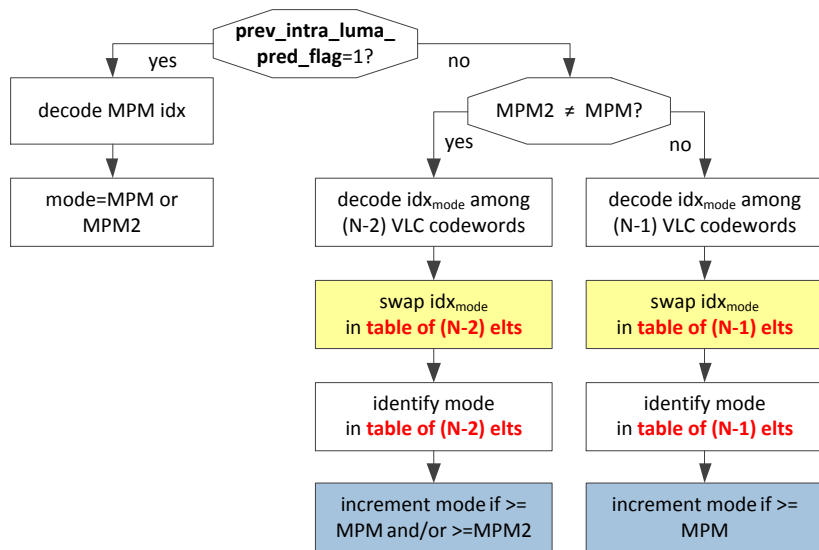 prev_intra_luma_
pred_flag=1?
yes
no
decode MPM idx
MPM2 ≠ MPM?
yes
no
mode=MPM or
MPM2
decode idxmode among
(N-2) VLC codewords
decode idxmode among
(N-1) VLC codewords
swap idxmode
in table of (N-2) elts
swap idxmode
in table of (N-1) elts
identify mode
in table of (N-2) elts
identify mode
in table of (N-1) elts
increment mode if >=
MPM and/or >=MPM2
increment mode if >=
MPM